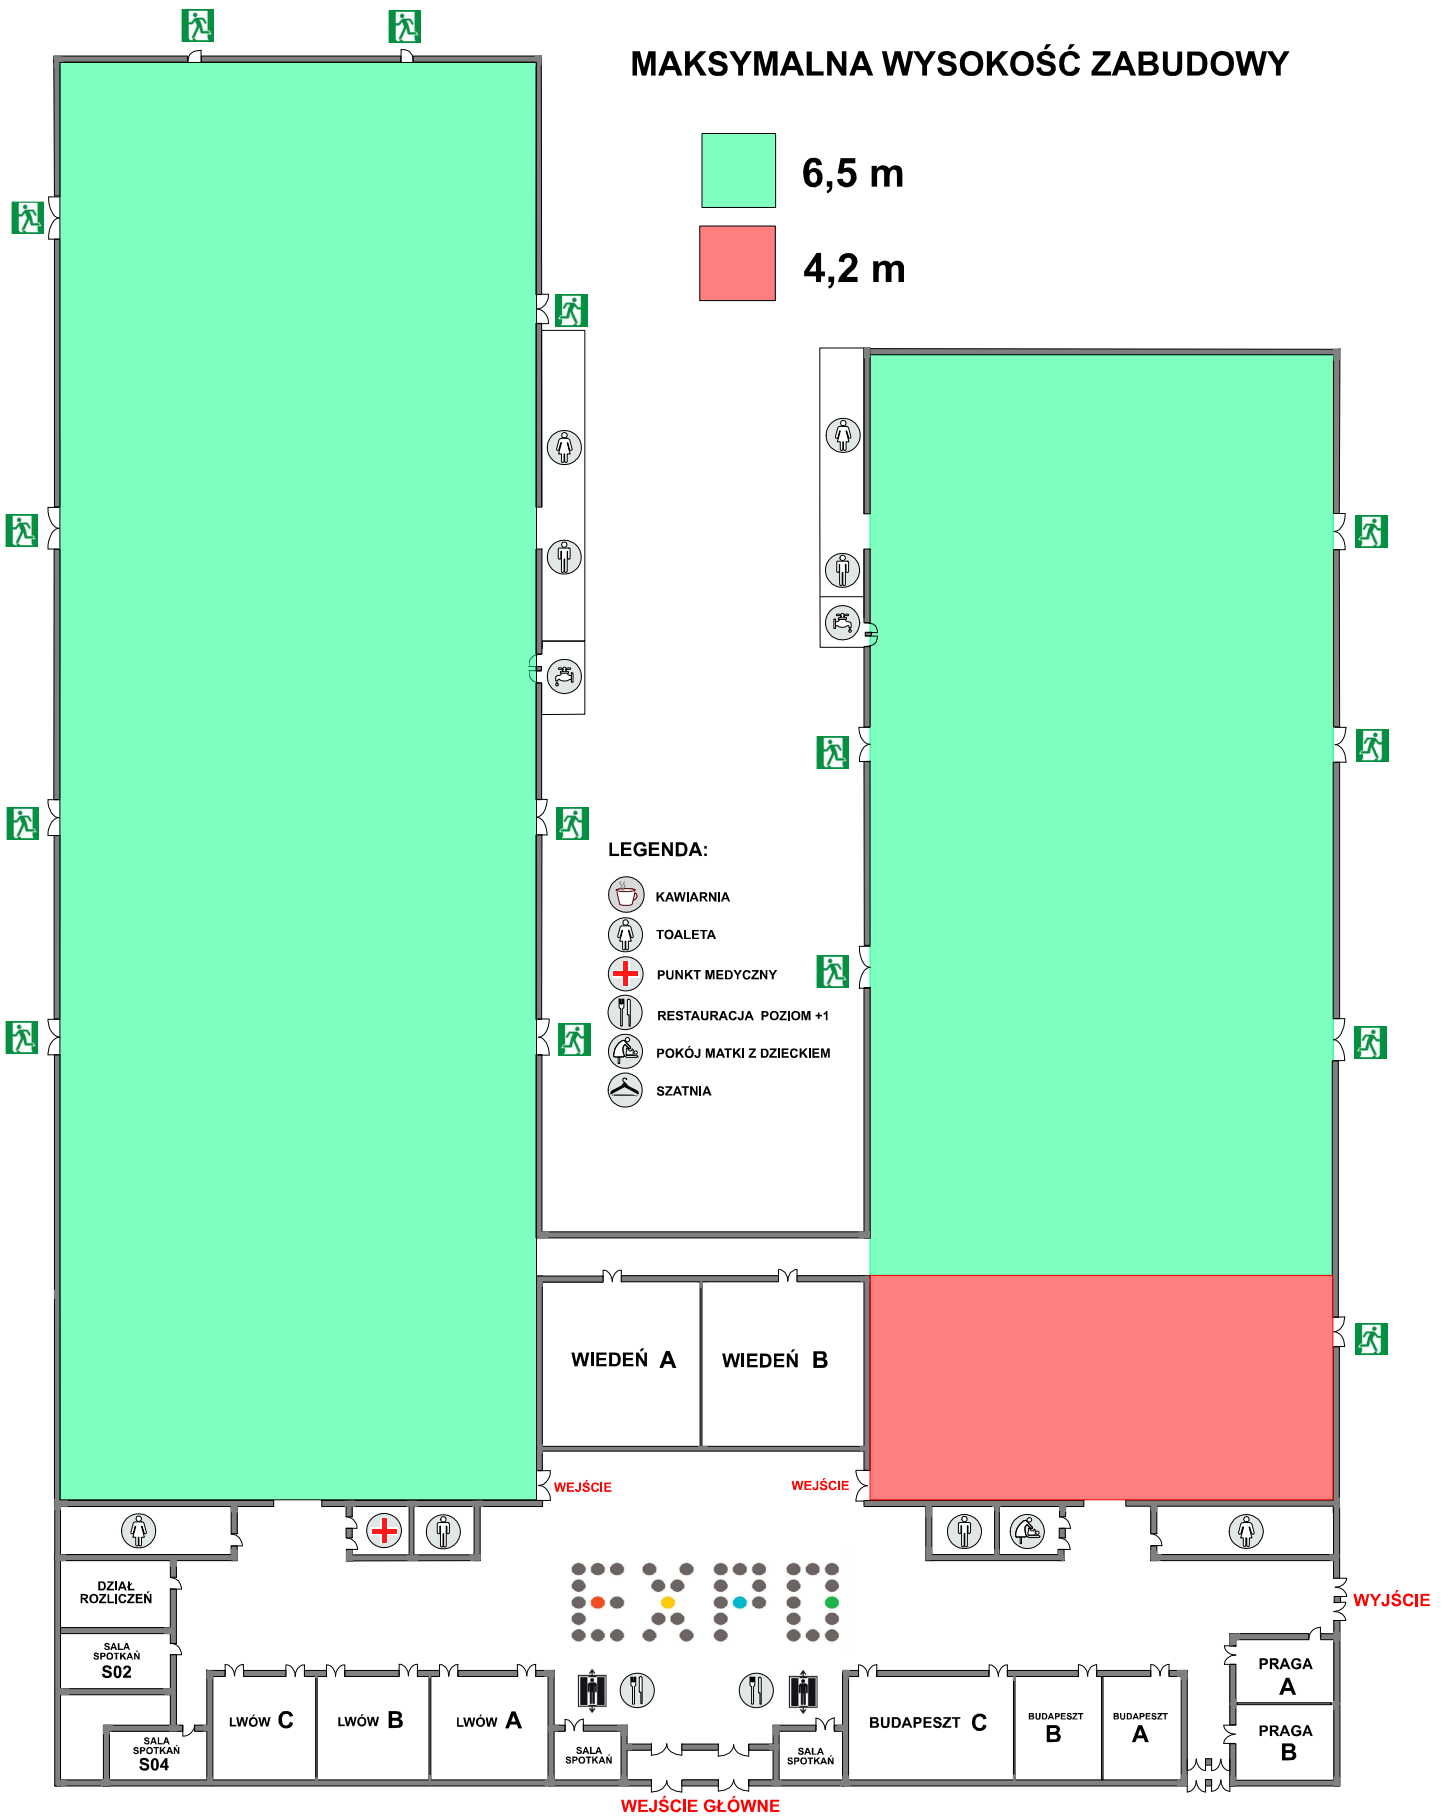 MAKSYMALNA WYSOKOŚĆ ZABUDOWY
6,5 m
4,2 m
LEGENDA:
KAWIARNIA
TOALETA
PUNKT MEDYCZNY
RESTAURACJA POZIOM +1
POKÓJ MATKI Z DZIECKIEM
SZATNIA
WIEDEŃ A
WIEDEŃ B
WEJŚCIE
WEJŚCIE
DZIAŁ
ROZLICZEŃ
SALA
SPOTKAŃ
S02
SALA
SPOTKAŃ
S04
EXPO
WYJŚCIE
LWÓW C
LWÓW B
LWÓW A
SALA
SPOTKAŃ
SALA
SPOTKAŃ
BUDAPESZT C
BUDAPESZT
B
BUDAPESZT
A
PRAGA
A
PRAGA
B
WEJŚCIE GŁÓWNE